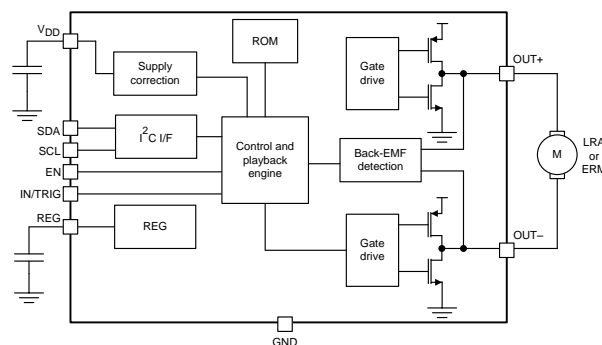 VDD
Supply
correction
ROM
Gate
drive
OUT+
SDA
SCL
I2C I/F
Control and
playback
engine
Back-EMF
detection
M
LRA
or
ERM
EN
IN/TRIG
REG
REG
Gate
drive
OUT–
GND